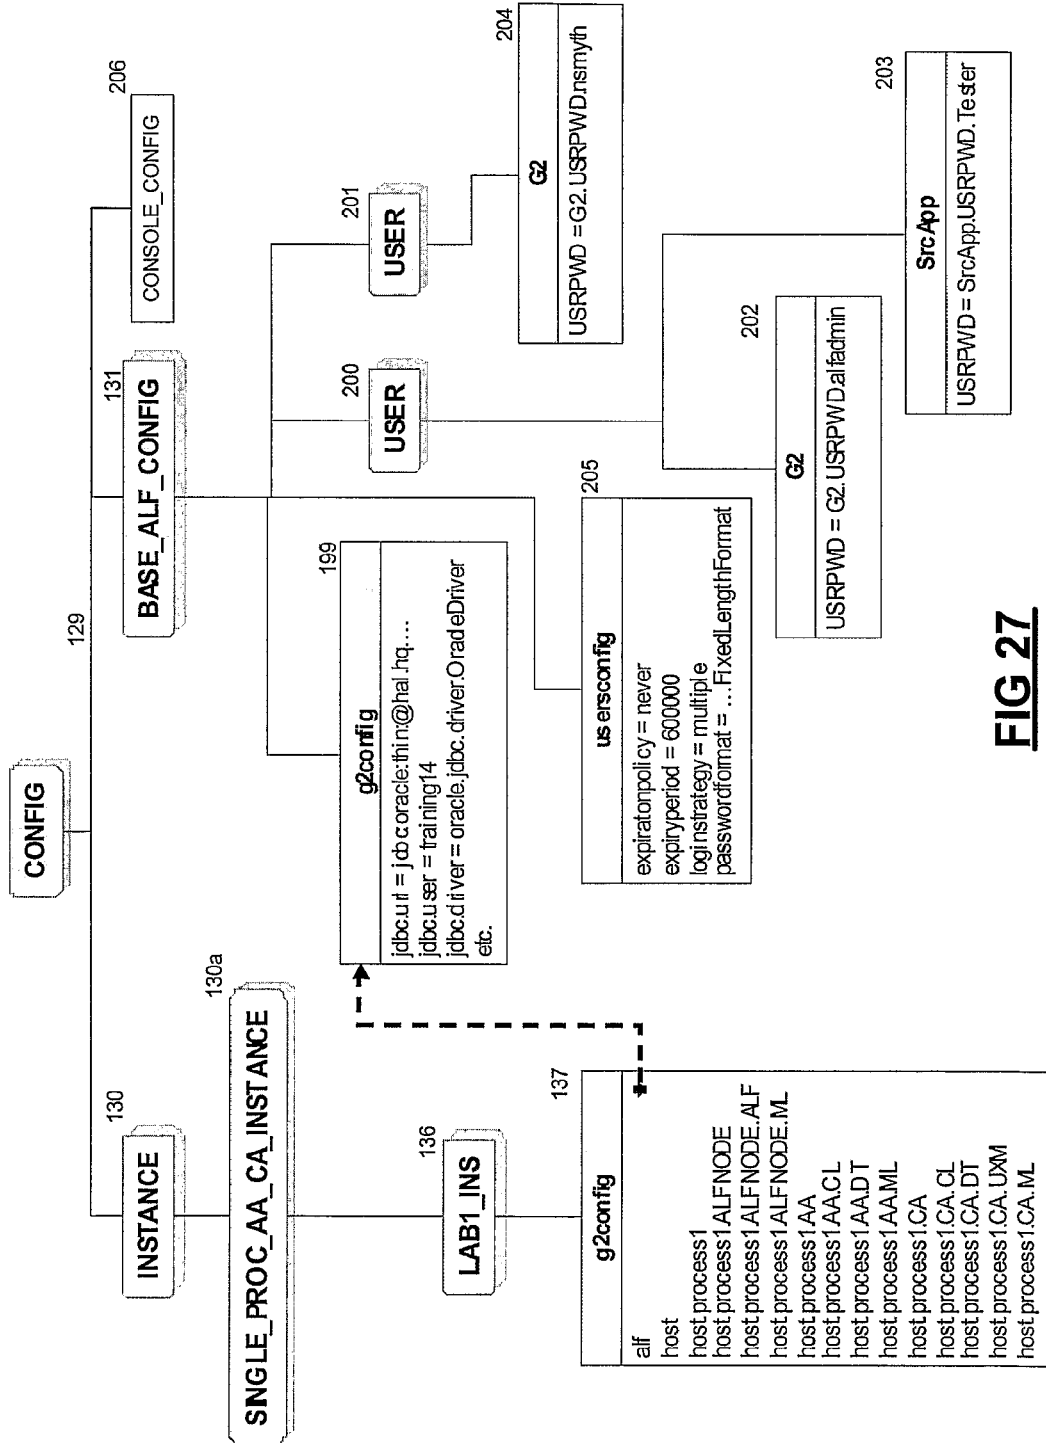 CONFIG
129
130
INSTANCE
130a
SNGLE_PROC_AA_CA_INSTANCE
136
LAB1_INS
137
g2config
alf
host
host.process1
host.process1.ALFNODE
host.process1.ALFNODE.ALF
host.process1.ALFNODE.ML
host.process1.AA
host.process1.AA.CL
host.process1.AA.DT
host.process1.AA.ML
host.process1.CA
host.process1.CA.CL
host.process1.CA.DT
host.process1.CA.UXM
host.process1.CA.ML
131
BASE_ALF_CONFIG
206
CONSOLE_CONFIG
199
g2config
jdbc.url = jdbc:oracle:thin:@hal.hq....
jdbc.user = training14
jdbc.driver = oracle.jdbc.driver.OracleDriver
etc.
205
usersconfig
expiratonpolicy = never
expiryperiod = 600000
loginstrategy = multiple
passwordformat = ...FixedLengthFormat
200
USER
201
USER
202
G2
USRPWD = G2.USRPWD.alfadmin
203
SrcApp
USRPWD = SrcApp.USRPWD.Tester
204
G2
USRPWD = G2.USRPWD.nsmyth
FIG 27